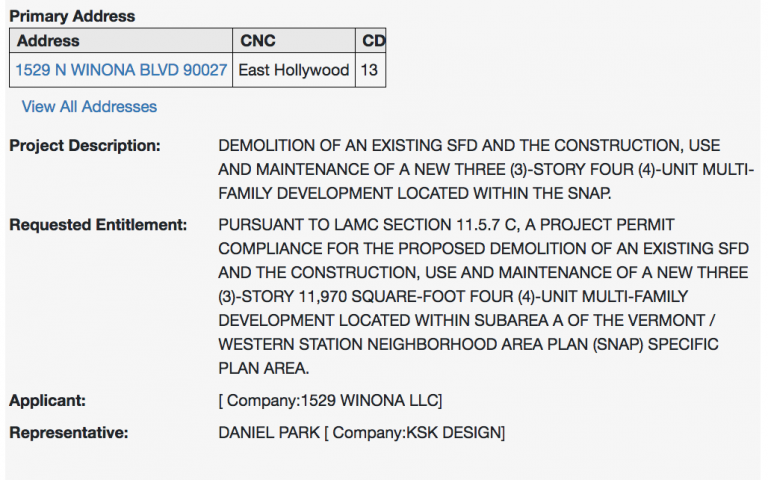 Primary Address
Address CNC CD
1529 N WINONA BLVD 90027 East Hollywood 13
View All Addresses
Project Description: DEMOLITION OF AN EXISTING SFD AND THE CONSTRUCTION, USE
AND MAINTENANCE OF A NEW THREE (3)-STORY FOUR (4)-UNIT MULTI-
FAMILY DEVELOPMENT LOCATED WITHIN THE SNAP.
Requested Entitlement: PURSUANT TO LAMC SECTION 11.5.7 C, A PROJECT PERMIT
COMPLIANCE FOR THE PROPOSED DEMOLITION OF AN EXISTING SFD
AND THE CONSTRUCTION, USE AND MAINTENANCE OF A NEW THREE
(3)-STORY 11,970 SQUARE-FOOT FOUR (4)-UNIT MULTI-FAMILY
DEVELOPMENT LOCATED WITHIN SUBAREA A OF THE VERMONT /
WESTERN STATION NEIGHBORHOOD AREA PLAN (SNAP) SPECIFIC
PLAN AREA.
Applicant: [ Company:1529 WINONA LLC]
Representative: DANIEL PARK [ Company:KSK DESIGN]